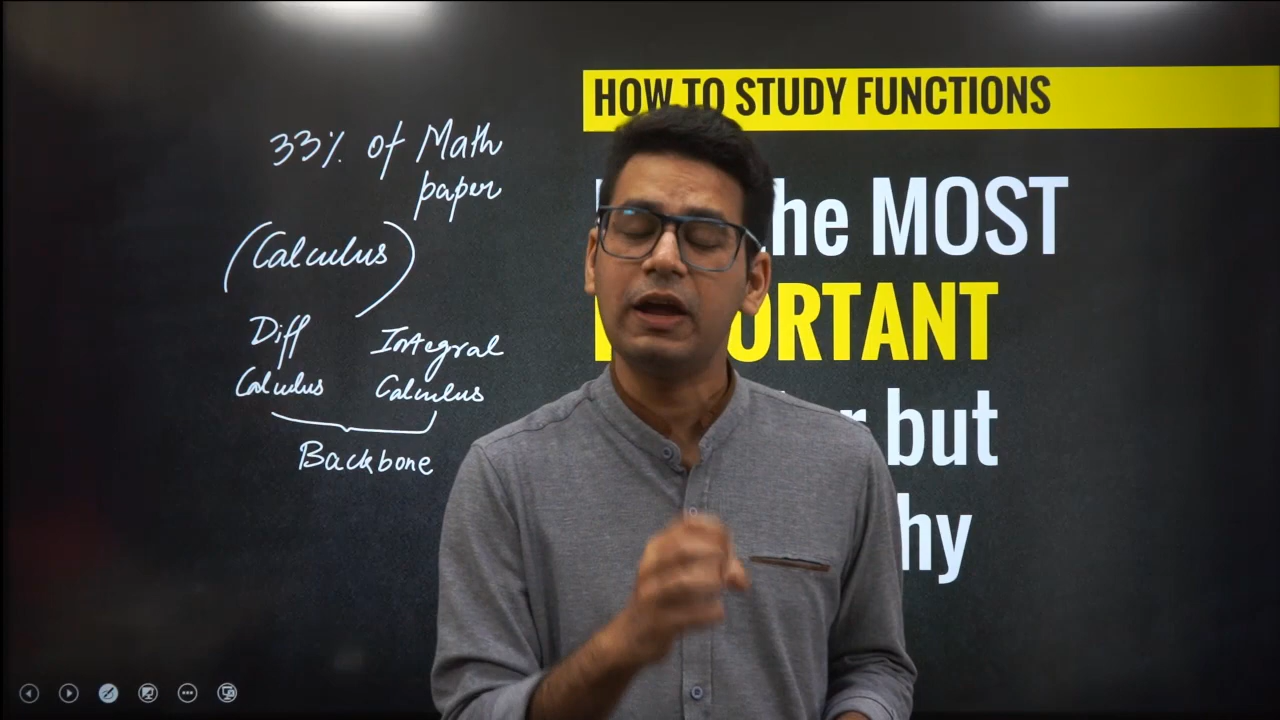 33% of Math
paper
(Calculus)
Diff
Calculus
Integral
Calculus
Backbone
HOW TO STUDY FUNCTIONS
he MOST
ORTANT
but
hy